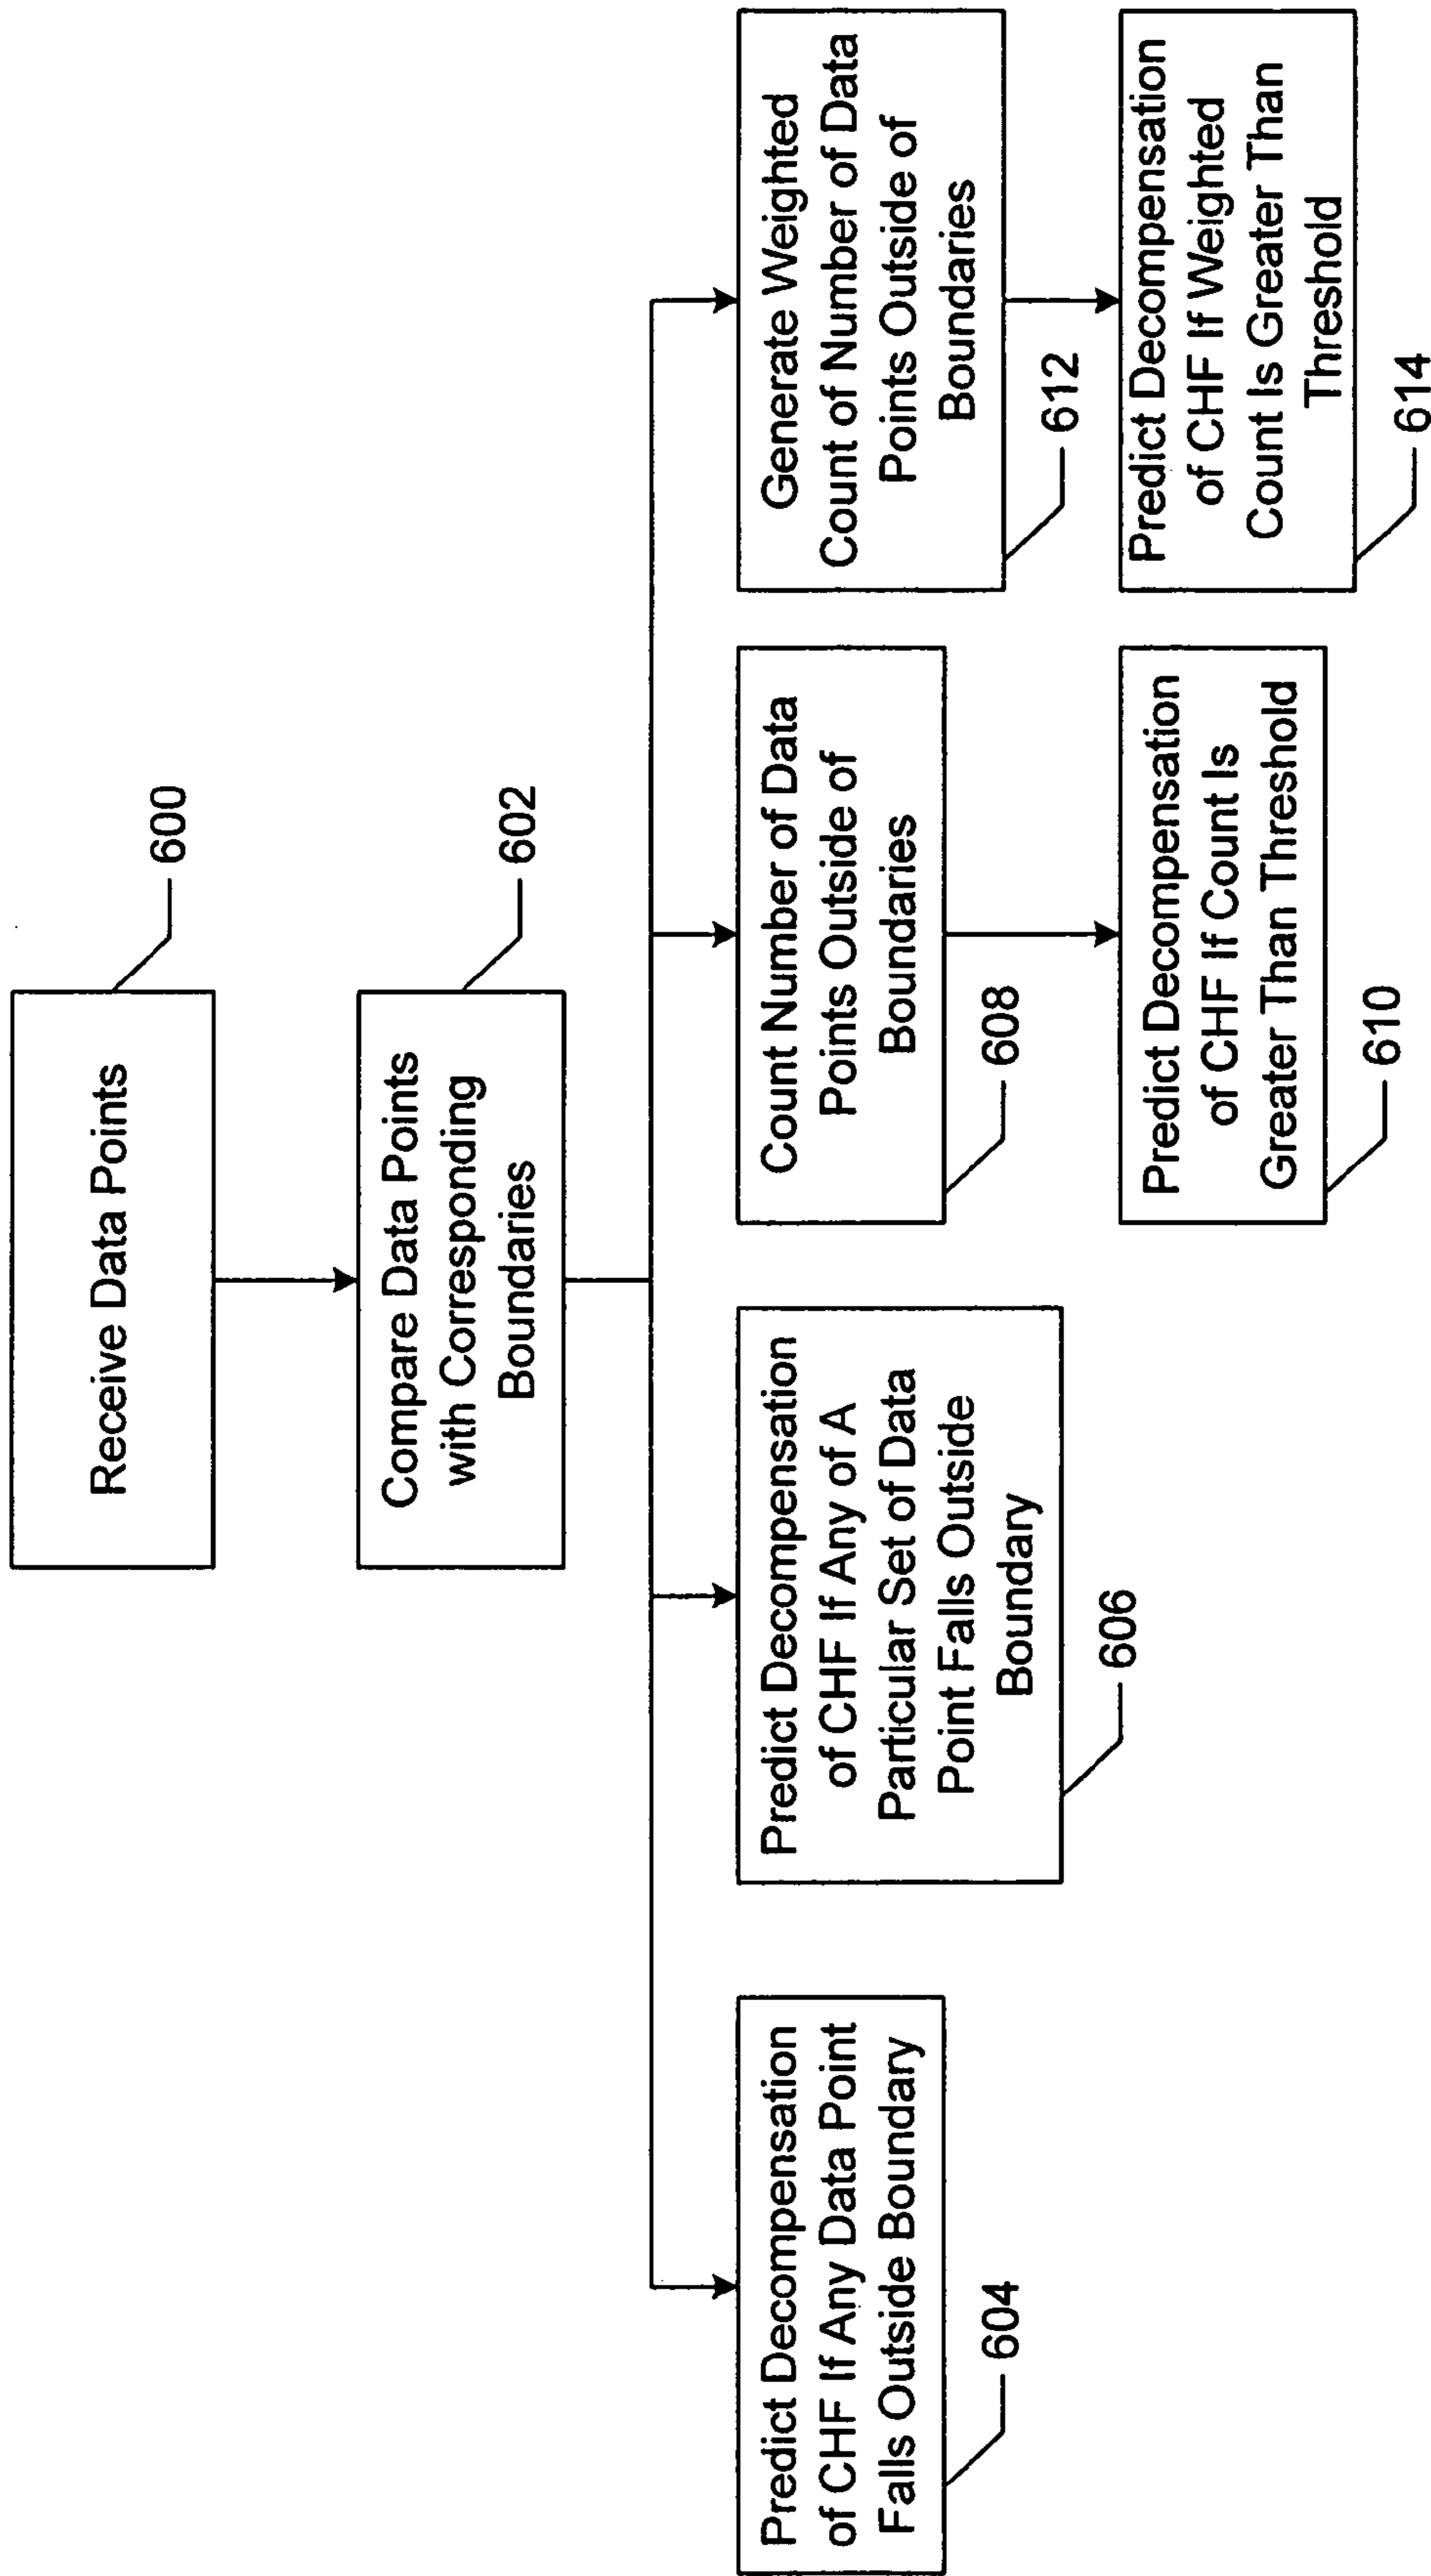 Receive Data Points
600
Compare Data Points
with Corresponding
Boundaries
602
Predict Decompensation
of CHF If Any Data Point
Falls Outside Boundary
604
Predict Decompensation
of CHF If Any of A
Particular Set of Data
Point Falls Outside
Boundary
606
Count Number of Data
Points Outside of
Boundaries
608
Predict Decompensation
of CHF If Count Is
Greater Than Threshold
610
Generate Weighted
Count of Number of Data
Points Outside of
Boundaries
612
Predict Decompensation
of CHF If Weighted
Count Is Greater Than
Threshold
614